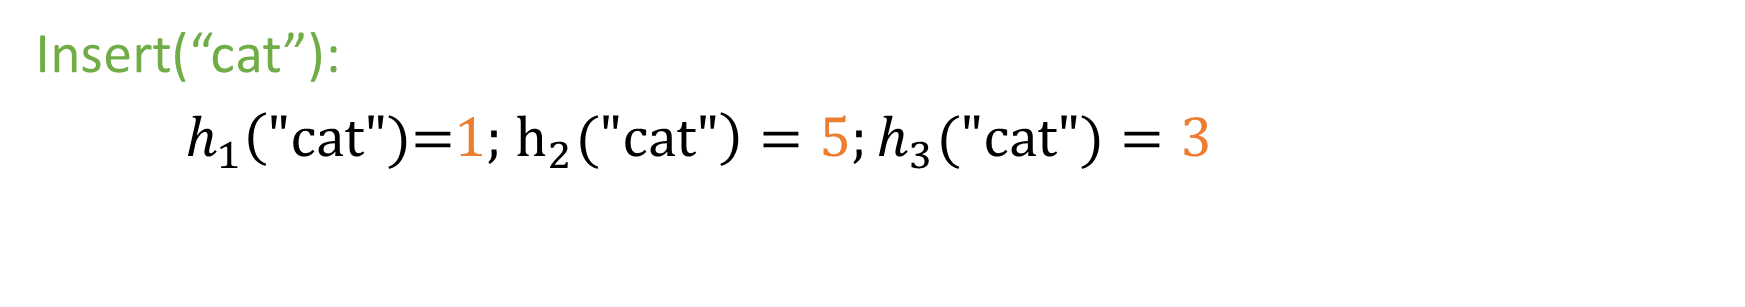 Insert(“cat”):
h₁("cat")=1; h₂("cat") = 5; h₃("cat") = 3